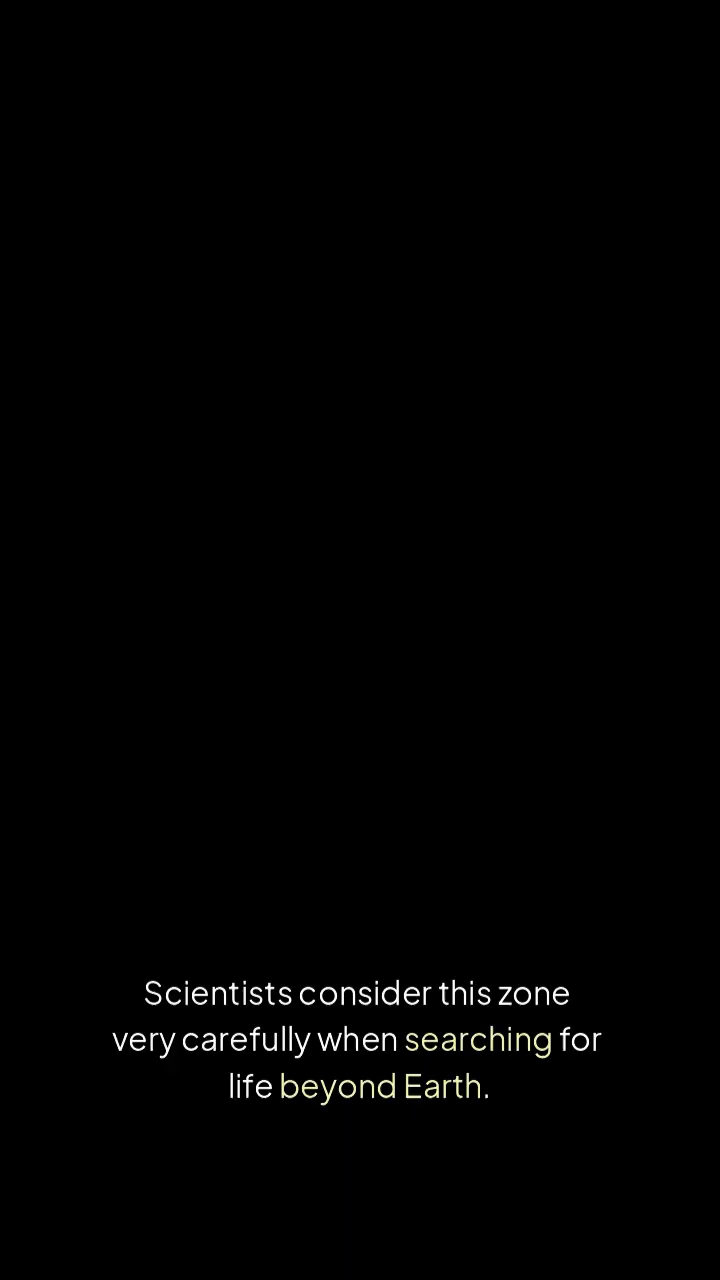 Scientists consider this zone
very carefully when searching for
life beyond Earth.